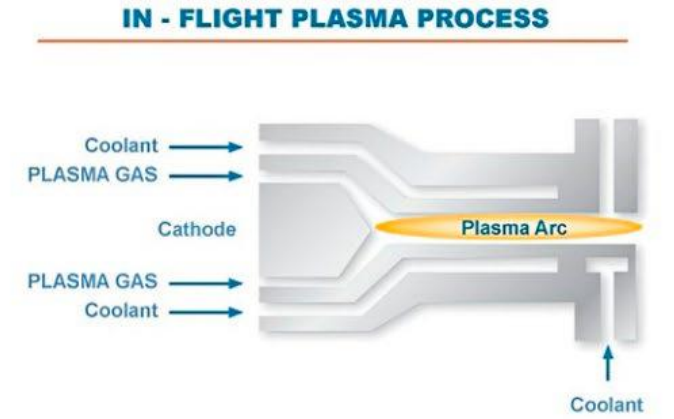 IN - FLIGHT PLASMA PROCESS
Coolant
PLASMA GAS
Cathode
Plasma Arc
PLASMA GAS
Coolant
Coolant